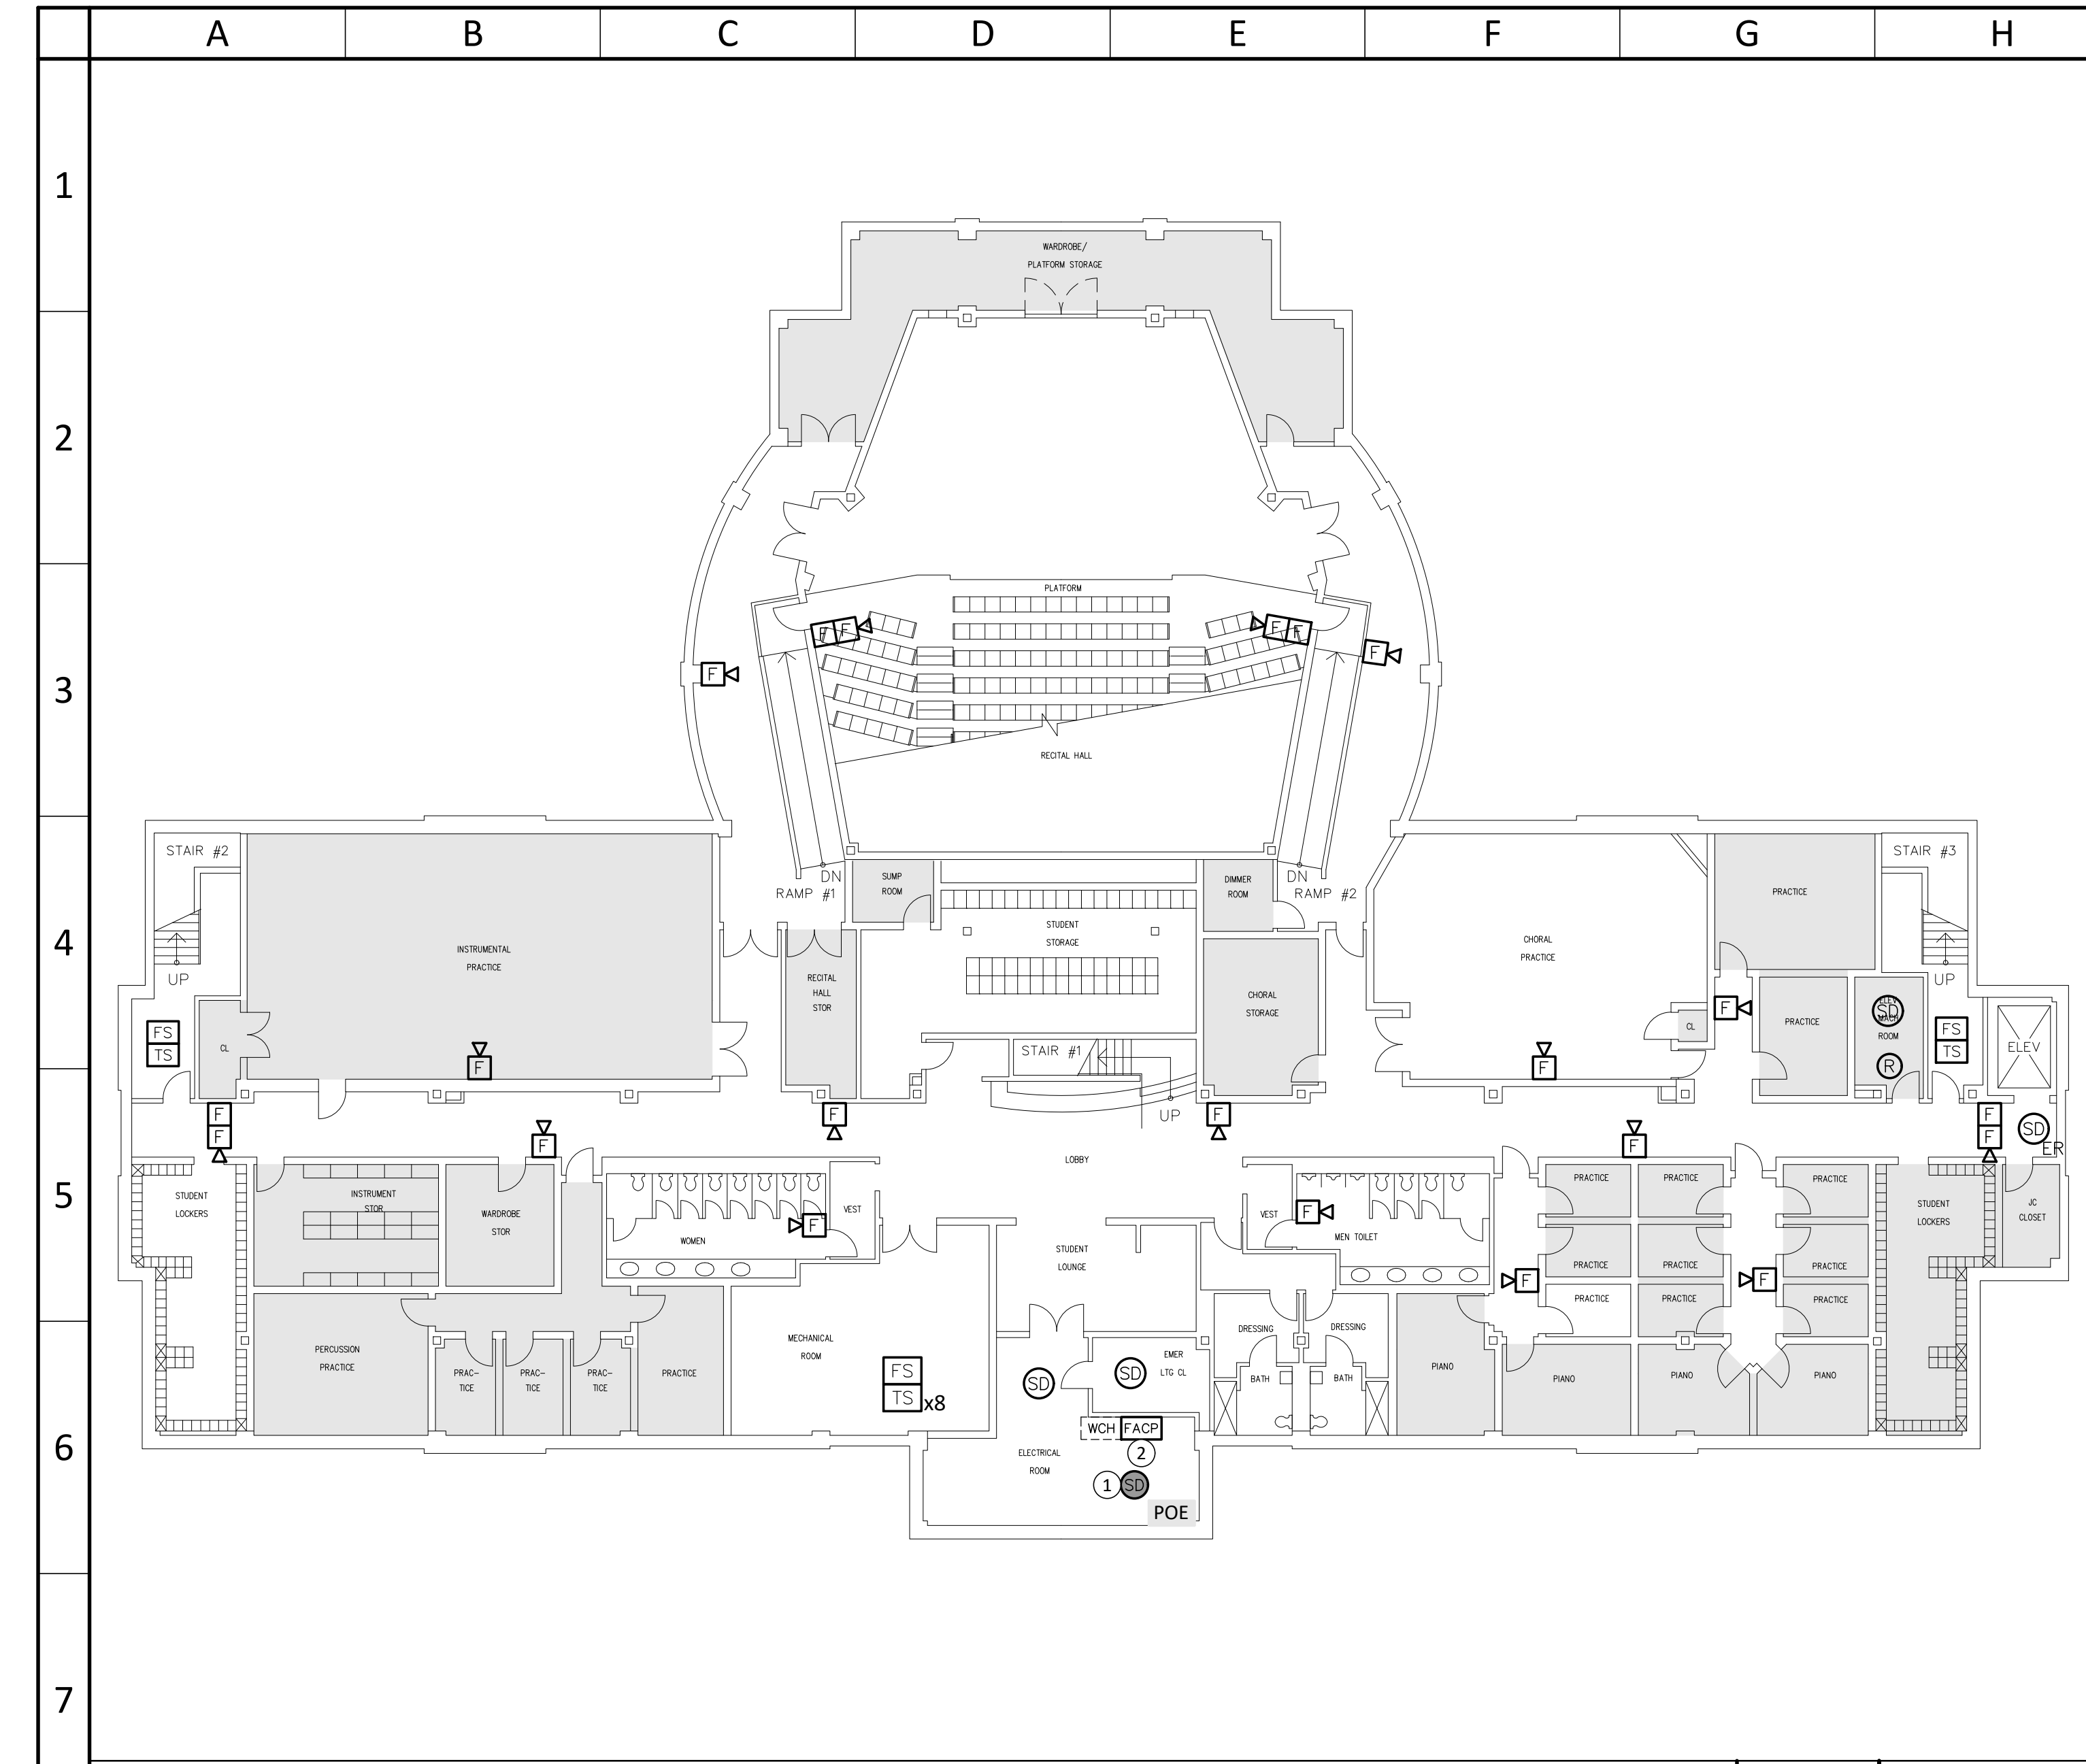 A B C D E F G H
1
WARDROBE/
PLATFORM STORAGE
2
PLATFORM
F F F F
F F
3
RECITAL HALL
STAIR #2
STAIR #3
SUMP
ROOM
DN
RAMP #1
DIMMER
ROOM
DN
RAMP #2
PRACTICE
STUDENT
STORAGE
4
INSTRUMENTAL
PRACTICE
CHORAL
PRACTICE
UP
UP
RECITAL
HALL
STOR
CHORAL
STORAGE
F
PRACTICE
ELEV
MACH
ROOM
SD
R
FS
TS
CL
CL
FS
TS
ELEV
STAIR #1
F
F
UP
F
F
F
F
F
F
F
SD
ER
F
F
LOBBY
5
STUDENT
LOCKERS
INSTRUMENT
STOR
WARDROBE
STOR
WOMEN
F
VEST
VEST
F
MEN TOILET
PRACTICE
PRACTICE
PRACTICE
STUDENT
LOCKERS
JC
CLOSET
STUDENT
LOUNGE
PRACTICE
PRACTICE
PRACTICE
F
F
PRACTICE
PRACTICE
PRACTICE
PERCUSSION
PRACTICE
PRAC-
TICE
PRAC-
TICE
PRAC-
TICE
PRACTICE
MECHANICAL
ROOM
FS
TS x8
SD
SD
EMER
LTG CL
DRESSING
DRESSING
BATH
BATH
PIANO
PIANO
PIANO
PIANO
6
WCH FACP
2
ELECTRICAL
ROOM
1 SD
POE
7